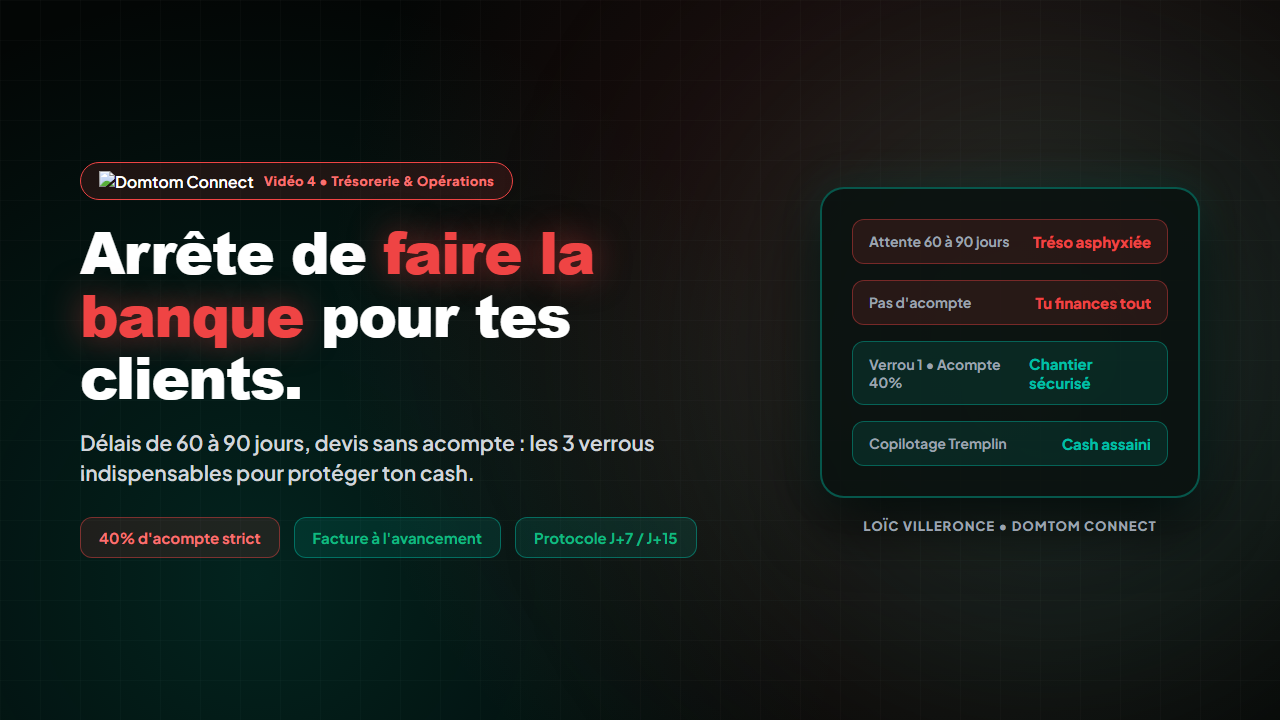 Domtom Connect Vidéo 4 • Trésorerie & Opérations
Arrête de faire la
banque pour tes
clients.
Délais de 60 à 90 jours, devis sans acompte : les 3 verrous
indispensables pour protéger ton cash.
40% d'acompte strict
Facture à l'avancement
Protocole J+7 / J+15
Attente 60 à 90 jours Tréso asphyxiée
Pas d'acompte Tu finances tout
Verrou 1 • Acompte
40%
Chantier
sécurisé
Copilotage Tremplin Cash assaini
LOÏC VILLERONCE • DOMTOM CONNECT